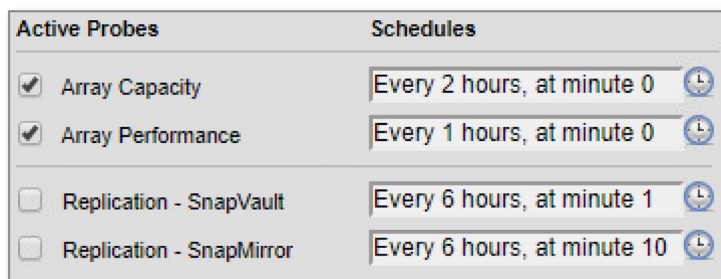 Active Probes Schedules
Array Capacity Every 2 hours, at minute 0
Array Performance Every 1 hours, at minute 0
Replication - SnapVault Every 6 hours, at minute 1
Replication - SnapMirror Every 6 hours, at minute 10